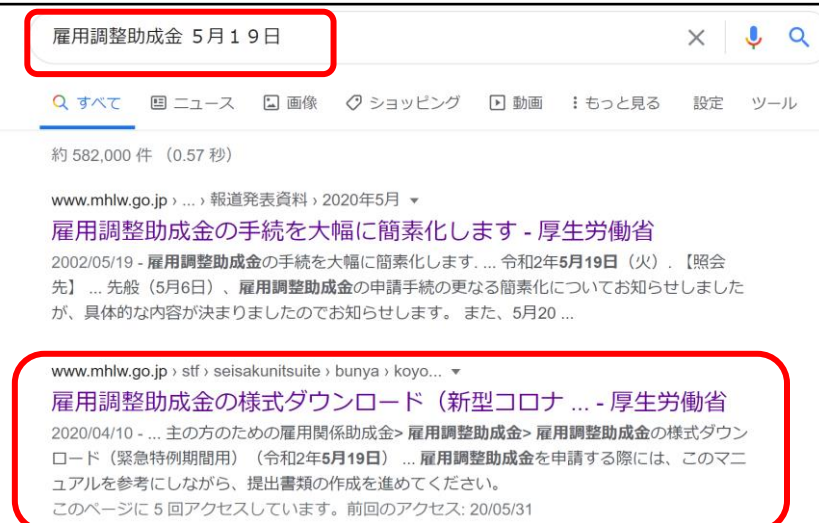 雇用調整助成金 ５月１９日
すべて ニュース 画像 ショッピング 動画 もっと見る 設定 ツール
約 582,000 件 （0.57 秒）
www.mhlw.go.jp › ... › 報道発表資料 › 2020年5月
雇用調整助成金の手続を大幅に簡素化します - 厚生労働省
2002/05/19 - 雇用調整助成金の手続を大幅に簡素化します. ... 令和2年5月19日（火）. 【照会
先】 ... 先般（5月6日）、雇用調整助成金の申請手続の更なる簡素化についてお知らせしました
が、具体的な内容が決まりましたのでお知らせします。 また、5月20 ...
www.mhlw.go.jp › stf › seisakunitsuite › bunya › koyo...
雇用調整助成金の様式ダウンロード（新型コロナ ... - 厚生労働省
2020/04/10 - ... 主の方のための雇用関係助成金> 雇用調整助成金> 雇用調整助成金の様式ダウン
ロード（緊急特例期間用）（令和2年5月19日） ... 雇用調整助成金を申請する際には、このマニ
ュアルを参考にしながら、提出書類の作成を進めてください。
このページに 5 回アクセスしています。前回のアクセス: 20/05/31